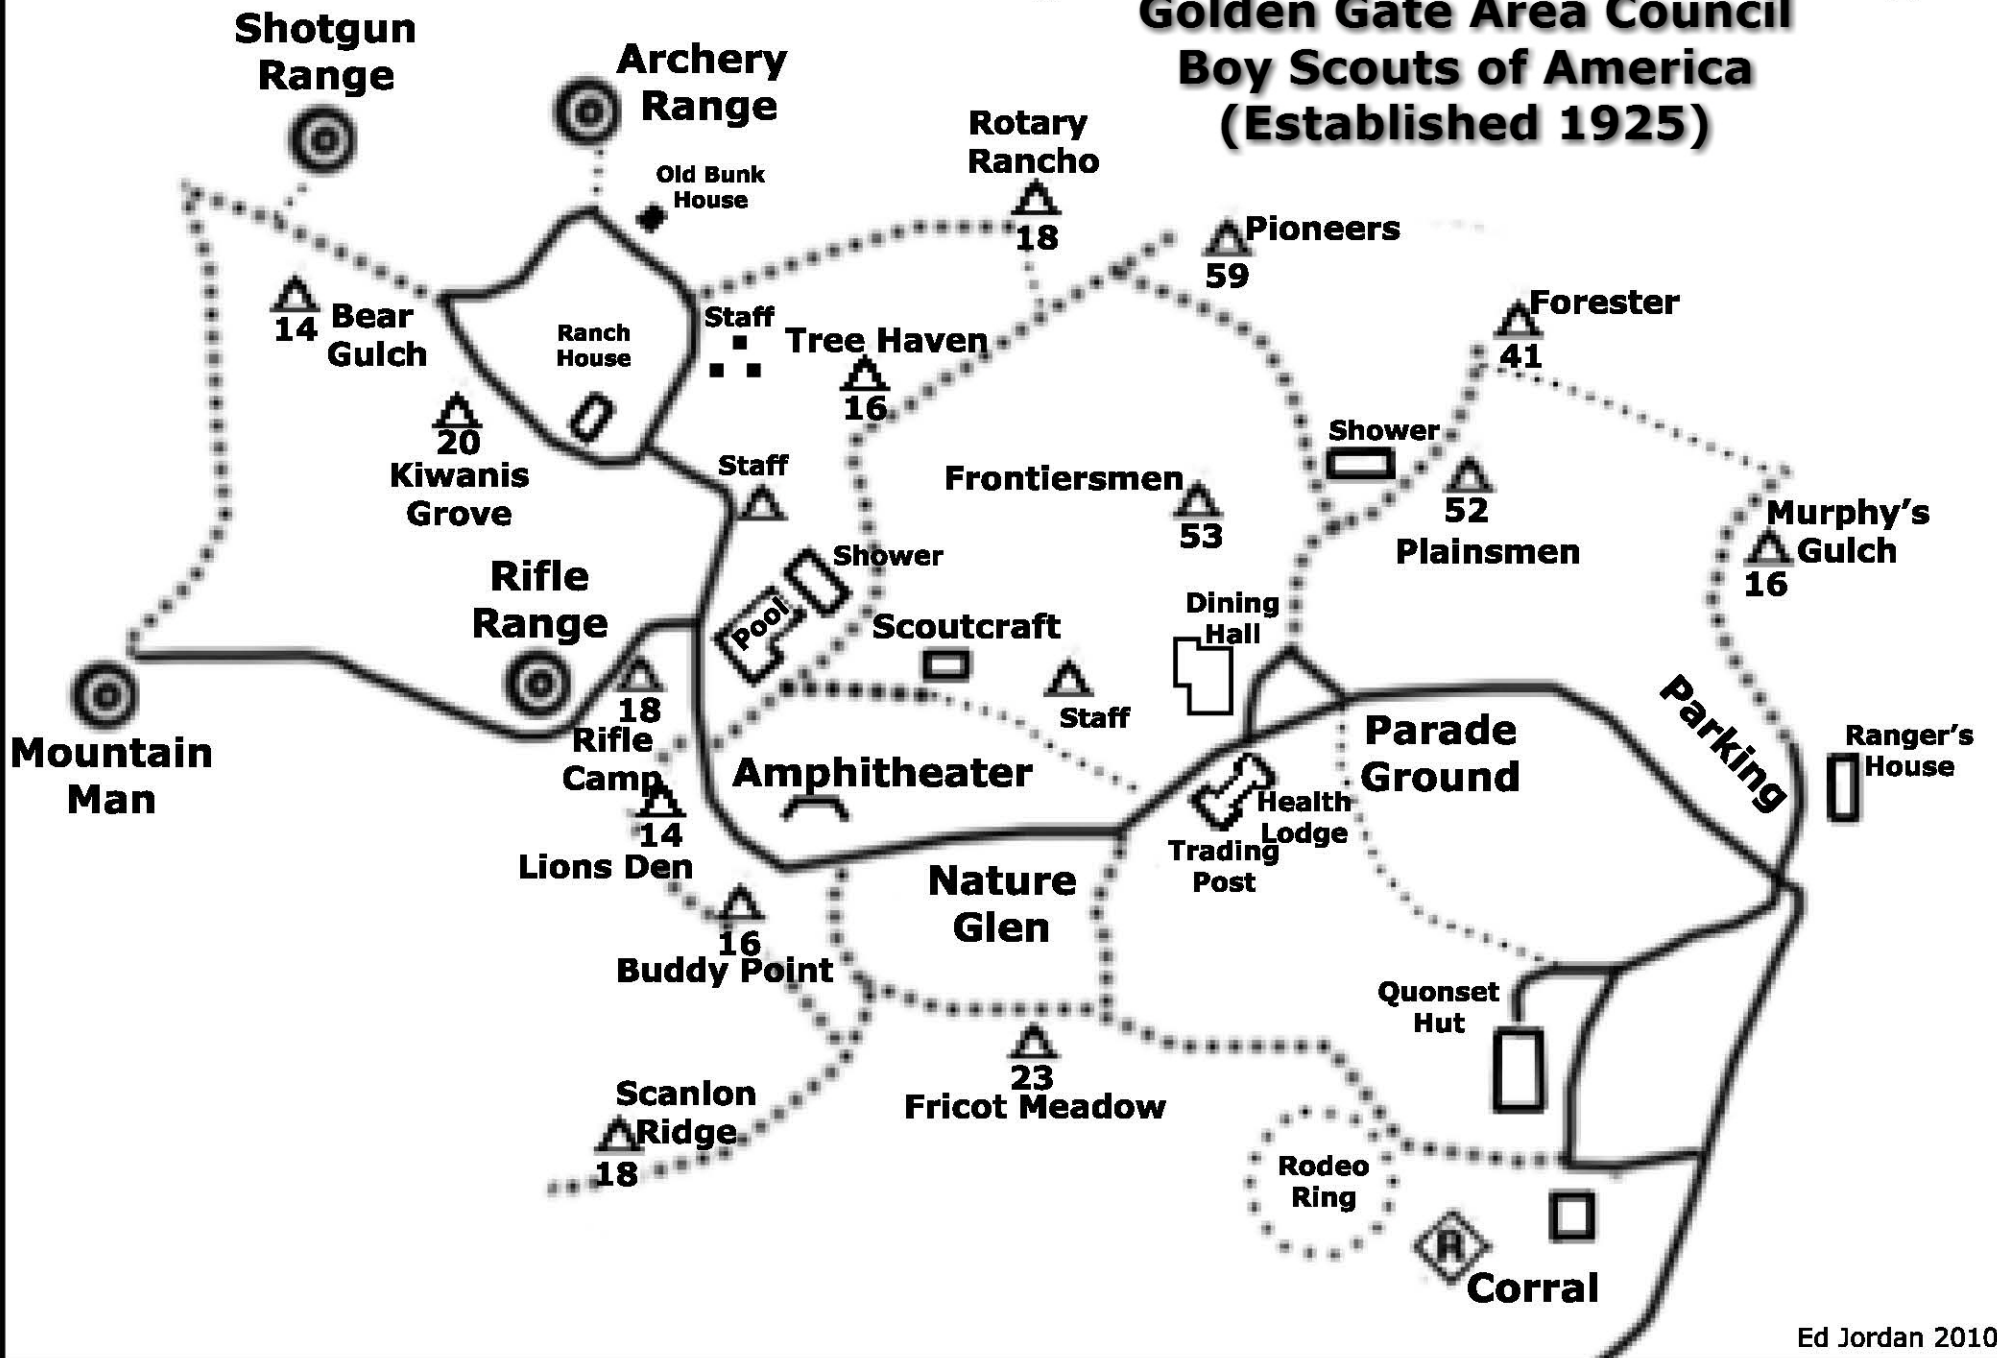 Golden Gate Area Council
Boy Scouts of America
(Established 1925)
Shotgun
Range
Archery
Range
Old Bunk
House
Rotary
Rancho
18
Pioneers
59
Forester
41
14
Bear
Gulch
Ranch
House
Staff
Tree Haven
16
20
Kiwanis
Grove
Staff
Frontiersmen
53
Shower
52
Plainsmen
Murphy's
Gulch
16
Rifle
Range
Shower
Pool
Scoutcraft
Staff
Dining
Hall
Mountain
Man
18
Rifle
Camp
Amphitheater
Parade
Ground
Parking
Ranger's
House
14
Lions Den
Health
Lodge
Trading
Post
Nature
Glen
16
Buddy Point
Quonset
Hut
23
Fricot Meadow
Scanlon
Ridge
18
Rodeo
Ring
R
Corral
Ed Jordan 2010